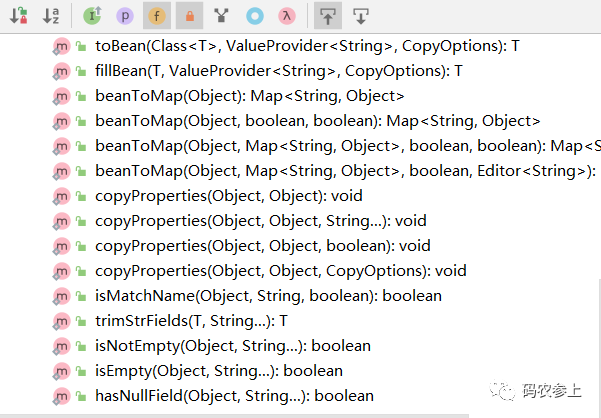 toBean(Class<T>, ValueProvider<String>, CopyOptions): T
fillBean(T, ValueProvider<String>, CopyOptions): T
beanToMap(Object): Map<String, Object>
beanToMap(Object, boolean, boolean): Map<String, Object>
beanToMap(Object, Map<String, Object>, boolean, boolean): Map<S
beanToMap(Object, Map<String, Object>, boolean, Editor<String>):
copyProperties(Object, Object): void
copyProperties(Object, Object, String...): void
copyProperties(Object, Object, boolean): void
copyProperties(Object, Object, CopyOptions): void
isMatchName(Object, String, boolean): boolean
trimStrFields(T, String...): T
isNotEmpty(Object, String...): boolean
isEmpty(Object, String...): boolean
hasNullField(Object, String...): boolean
码农参上